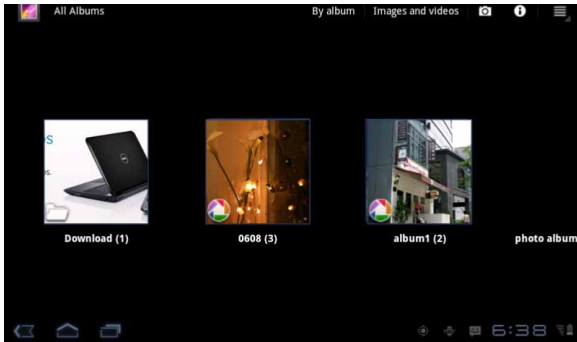 All Albums By album Images and videos
S
s.
Download (1) 0608 (3) album1 (2) photo album
6:38